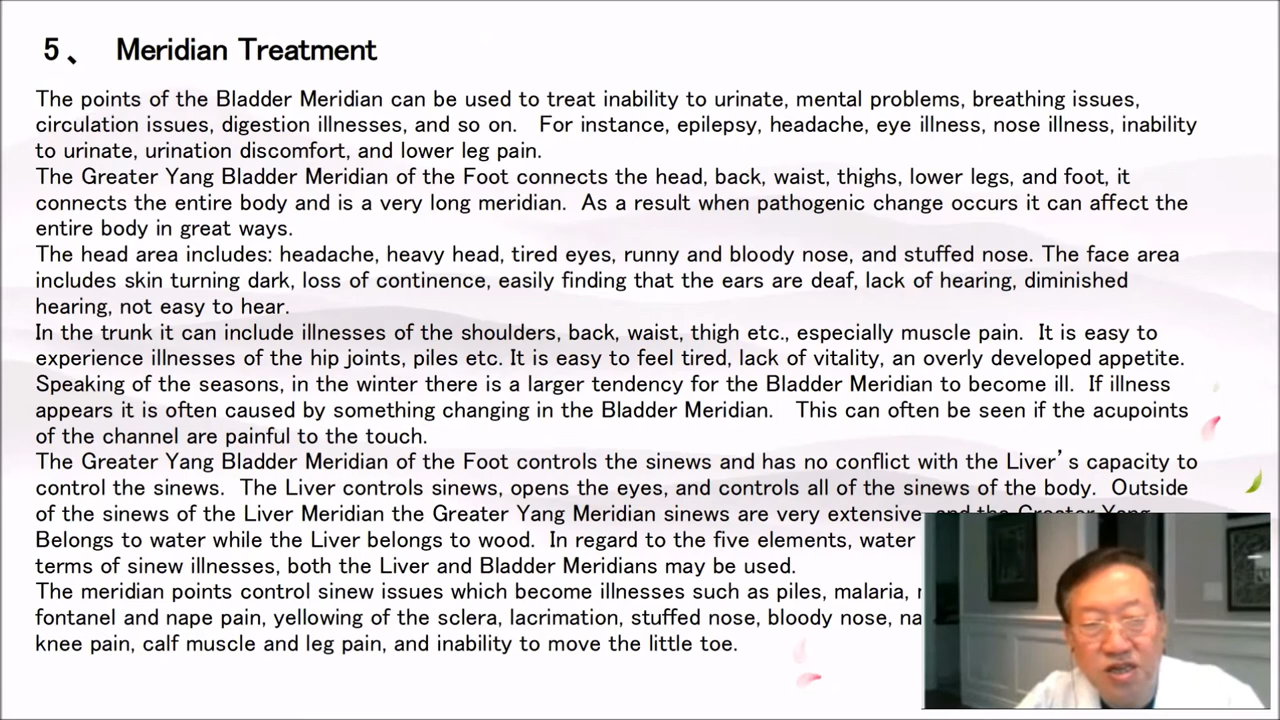 5、 Meridian Treatment
The points of the Bladder Meridian can be used to treat inability to urinate, mental problems, breathing issues,
circulation issues, digestion illnesses, and so on. For instance, epilepsy, headache, eye illness, nose illness, inability
to urinate, urination discomfort, and lower leg pain.
The Greater Yang Bladder Meridian of the Foot connects the head, back, waist, thighs, lower legs, and foot, it
connects the entire body and is a very long meridian. As a result when pathogenic change occurs it can affect the
entire body in great ways.
The head area includes: headache, heavy head, tired eyes, runny and bloody nose, and stuffed nose. The face area
includes skin turning dark, loss of continence, easily finding that the ears are deaf, lack of hearing, diminished
hearing, not easy to hear.
In the trunk it can include illnesses of the shoulders, back, waist, thigh etc., especially muscle pain. It is easy to
experience illnesses of the hip joints, piles etc. It is easy to feel tired, lack of vitality, an overly developed appetite.
Speaking of the seasons, in the winter there is a larger tendency for the Bladder Meridian to become ill. If illness
appears it is often caused by something changing in the Bladder Meridian. This can often be seen if the acupoints
of the channel are painful to the touch.
The Greater Yang Bladder Meridian of the Foot controls the sinews and has no conflict with the Liver's capacity to
control the sinews. The Liver controls sinews, opens the eyes, and controls all of the sinews of the body. Outside
of the sinews of the Liver Meridian the Greater Yang Meridian sinews are very extensive, and the Greater Yang
Belongs to water while the Liver belongs to wood. In regard to the five elements, water
terms of sinew illnesses, both the Liver and Bladder Meridians may be used.
The meridian points control sinew issues which become illnesses such as piles, malaria,
fontanel and nape pain, yellowing of the sclera, lacrimation, stuffed nose, bloody nose,
knee pain, calf muscle and leg pain, and inability to move the little toe.